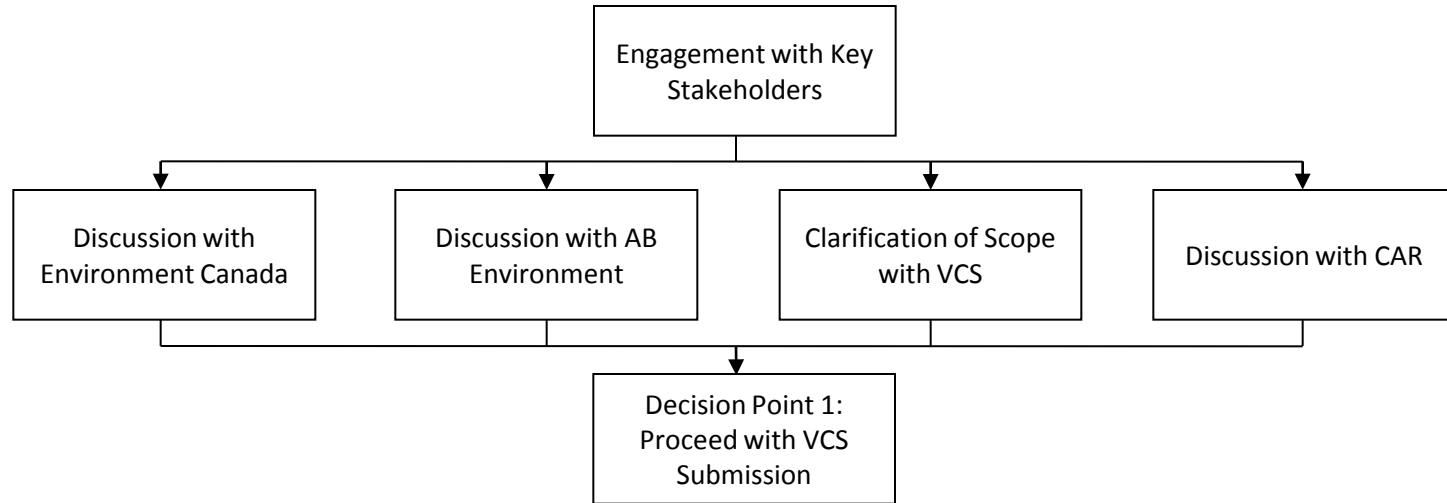 Engagement with Key
Stakeholders
Discussion with
Environment Canada
Discussion with AB
Environment
Clarification of Scope
with VCS
Discussion with CAR
Decision Point 1:
Proceed with VCS
Submission